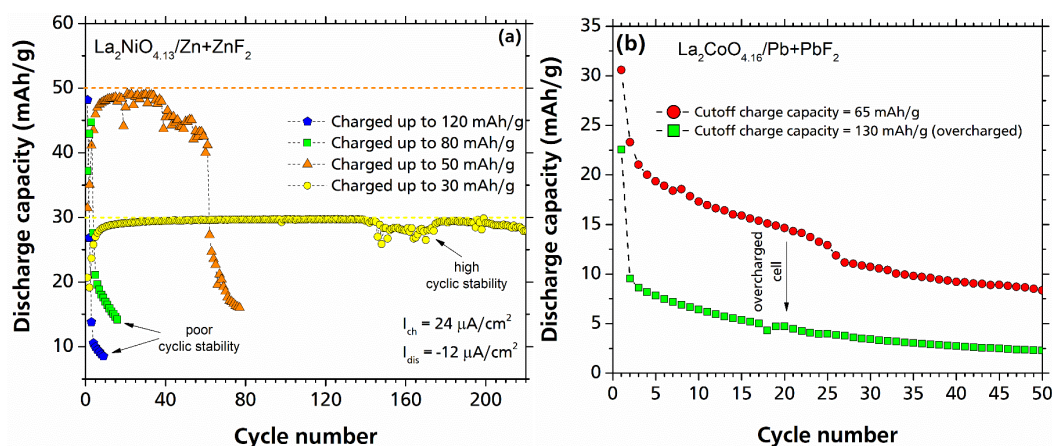 (a)
La2NiO4.13/Zn+ZnF2
Discharge capacity (mAh/g)
60
50
40
30
20
10
Charged up to 120 mAh/g
Charged up to 80 mAh/g
Charged up to 50 mAh/g
Charged up to 30 mAh/g
high
cyclic stability
poor
cyclic stability
Ich = 24 µA/cm2
Idis = -12 µA/cm2
0 40 80 120 160 200
Cycle number
(b)
La2CoO4.16/Pb+PbF2
Discharge capacity (mAh/g)
35
30
25
20
15
10
5
0
Cutoff charge capacity = 65 mAh/g
Cutoff charge capacity = 130 mAh/g (overcharged)
overcharged
cell
0 5 10 15 20 25 30 35 40 45 50
Cycle number